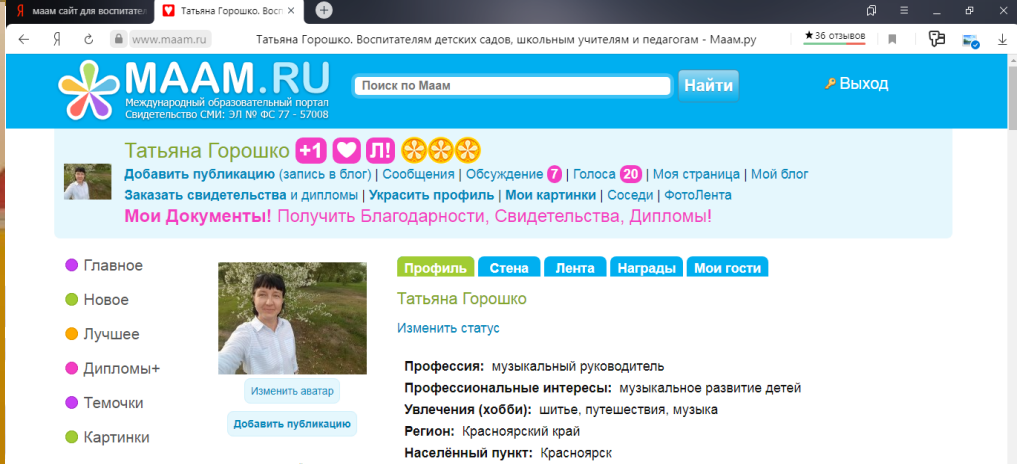 маам сайт для воспитател
Татьяна Горошко. Восп
www.maam.ru
Татьяна Горошко. Воспитателям детских садов, школьным учителям и педагогам - Маам.ру
★36 отзывов
MAAM.RU
Международный образовательный портал
Свидетельство СМИ: ЭЛ № ФС 77 - 57008
Поиск по Маам
Найти
Выход
Татьяна Горошко +1 Л!
Добавить публикацию (запись в блог) | Сообщения | Обсуждение 7 | Голоса 20 | Моя страница | Мой блог
Заказать свидетельства и дипломы | Украсить профиль | Мои картинки | Соседи | ФотоЛента
Мои Документы! Получить Благодарности, Свидетельства, Дипломы!
Главное
Новое
Лучшее
Дипломы+
Темочки
Картинки
Изменить аватар
Добавить публикацию
Профиль Стена Лента Награды Мои гости
Татьяна Горошко
Изменить статус
Профессия: музыкальный руководитель
Профессиональные интересы: музыкальное развитие детей
Увлечения (хобби): шитье, путешествия, музыка
Регион: Красноярский край
Населённый пункт: Красноярск